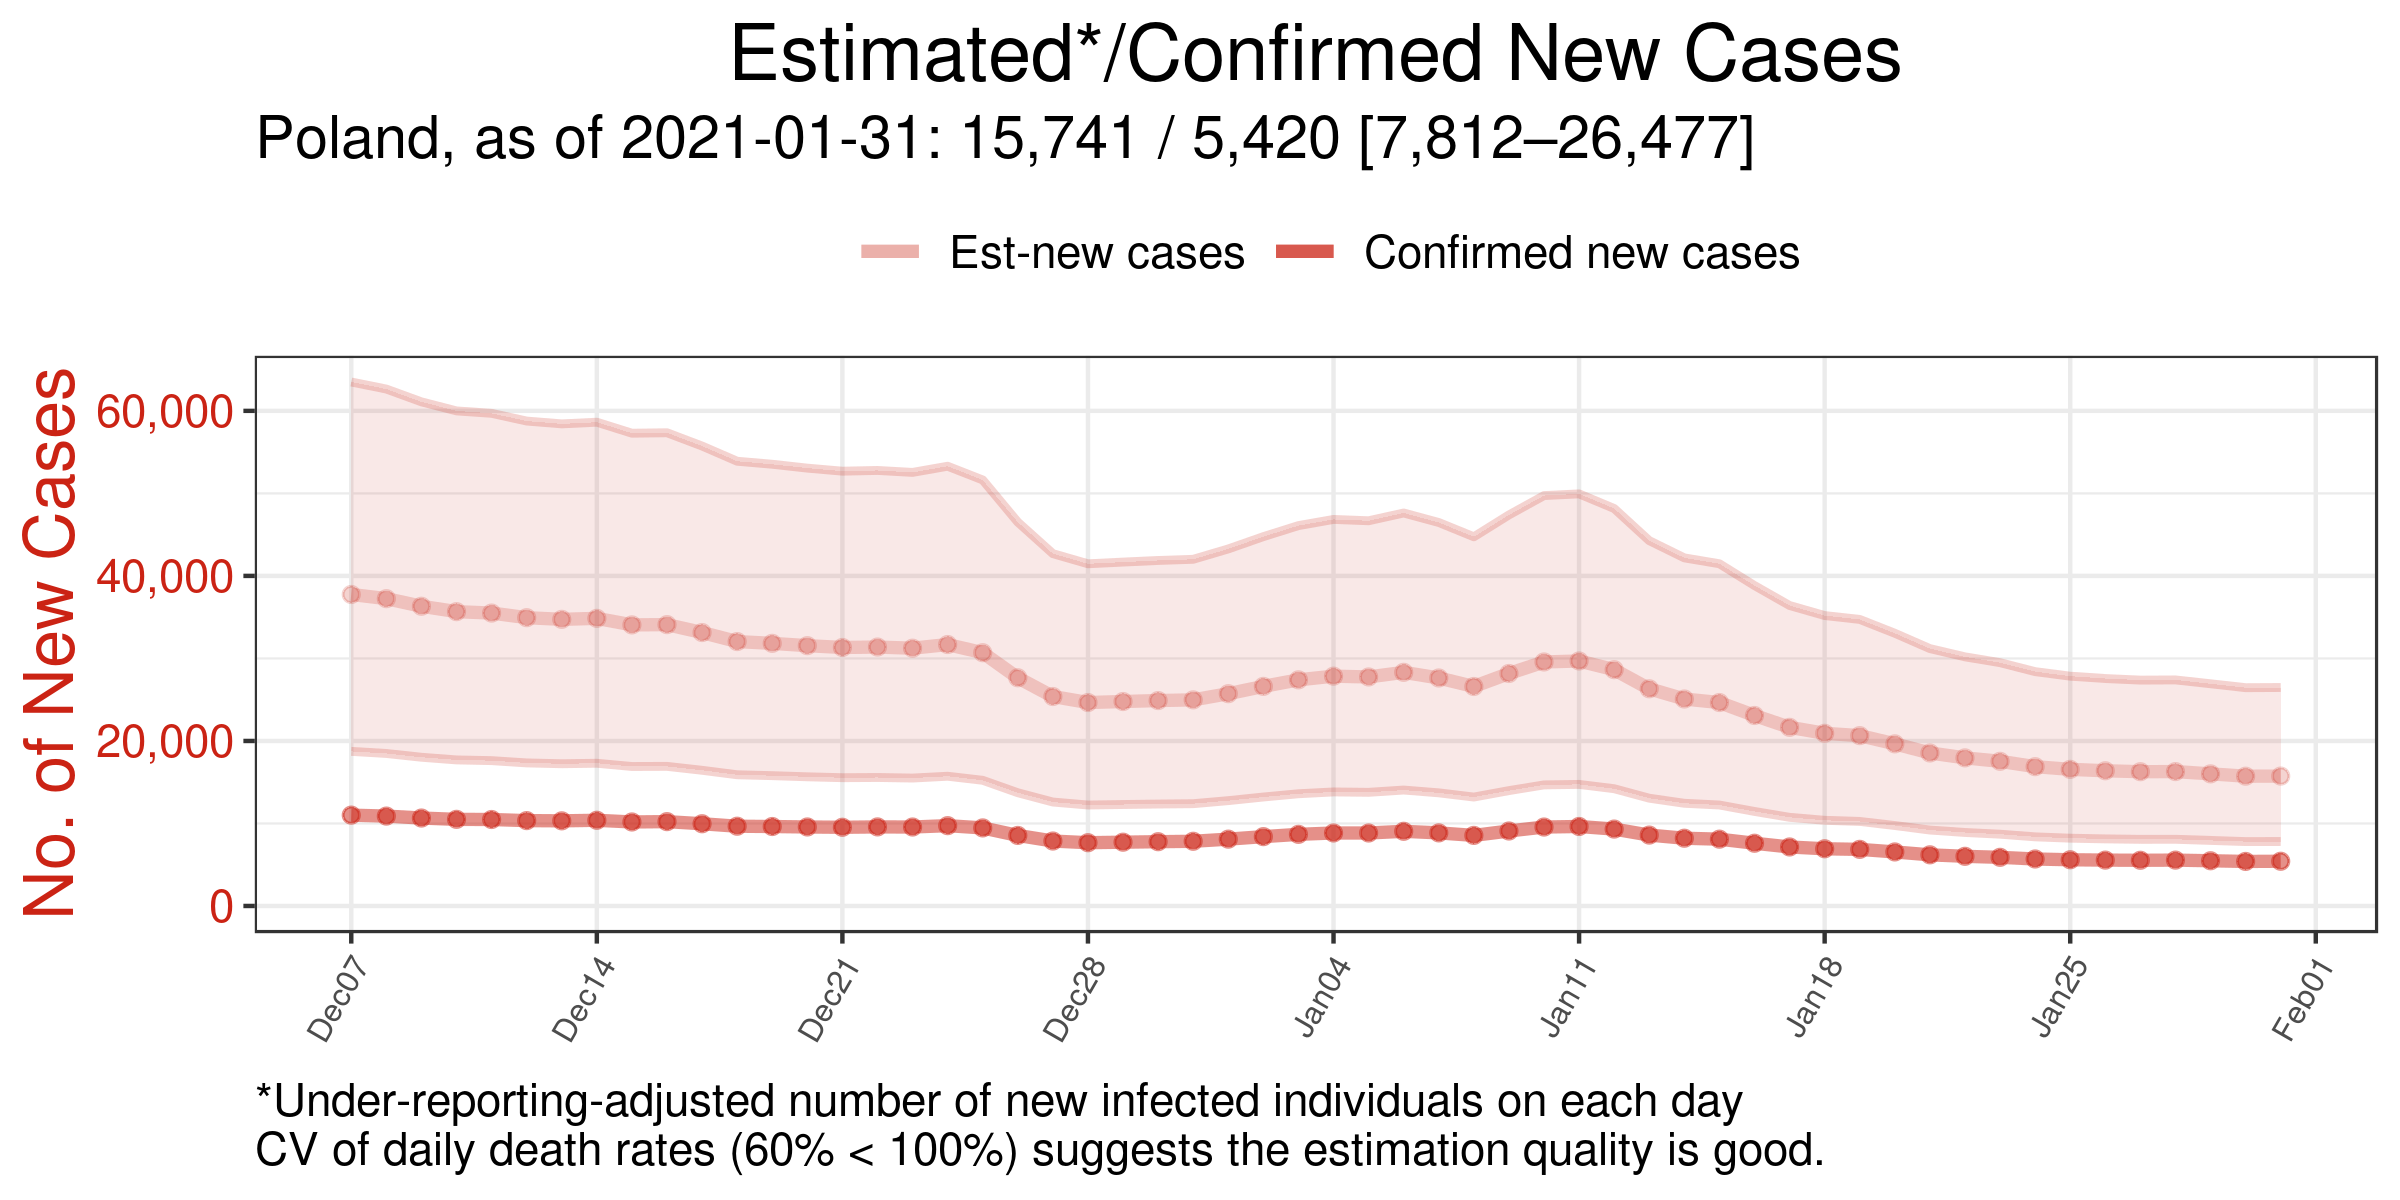 Estimated*/Confirmed New Cases
Poland, as of 2021-01-31: 15,741 / 5,420 [7,812–26,477]
Est-new cases
Confirmed new cases
No. of New Cases
60,000
40,000
20,000
0
Dec07
Dec14
Dec21
Dec28
Jan04
Jan11
Jan18
Jan25
Feb01
*Under-reporting-adjusted number of new infected individuals on each day
CV of daily death rates (60% < 100%) suggests the estimation quality is good.